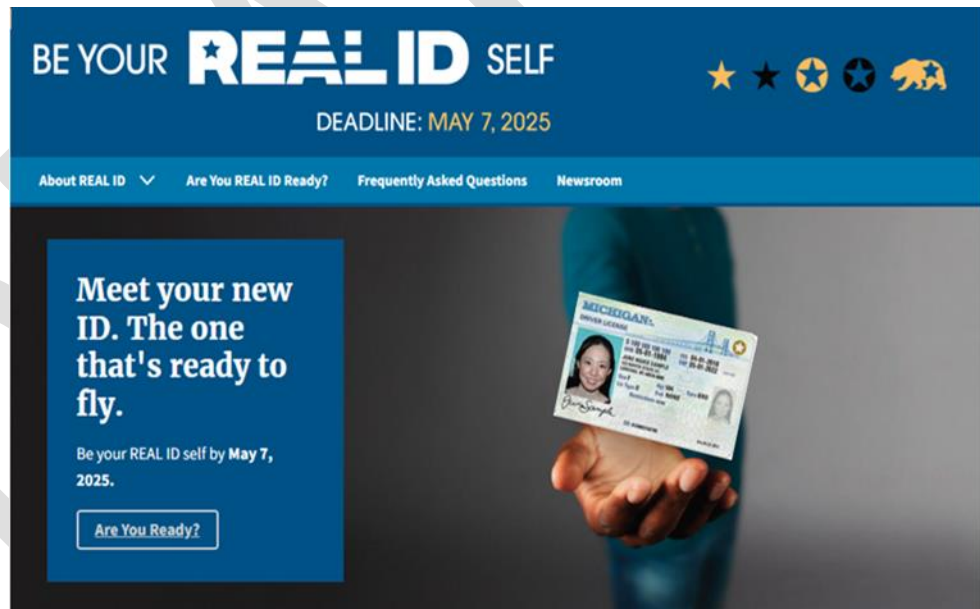 BE YOUR REAL ID SELF
DEADLINE: MAY 7, 2025
About REAL ID
Are You REAL ID Ready?
Frequently Asked Questions
Newsroom
Meet your new
ID. The one
that's ready to
fly.
Be your REAL ID self by May 7,
2025.
Are You Ready?
MICHIGAN
DRIVER LICENSE